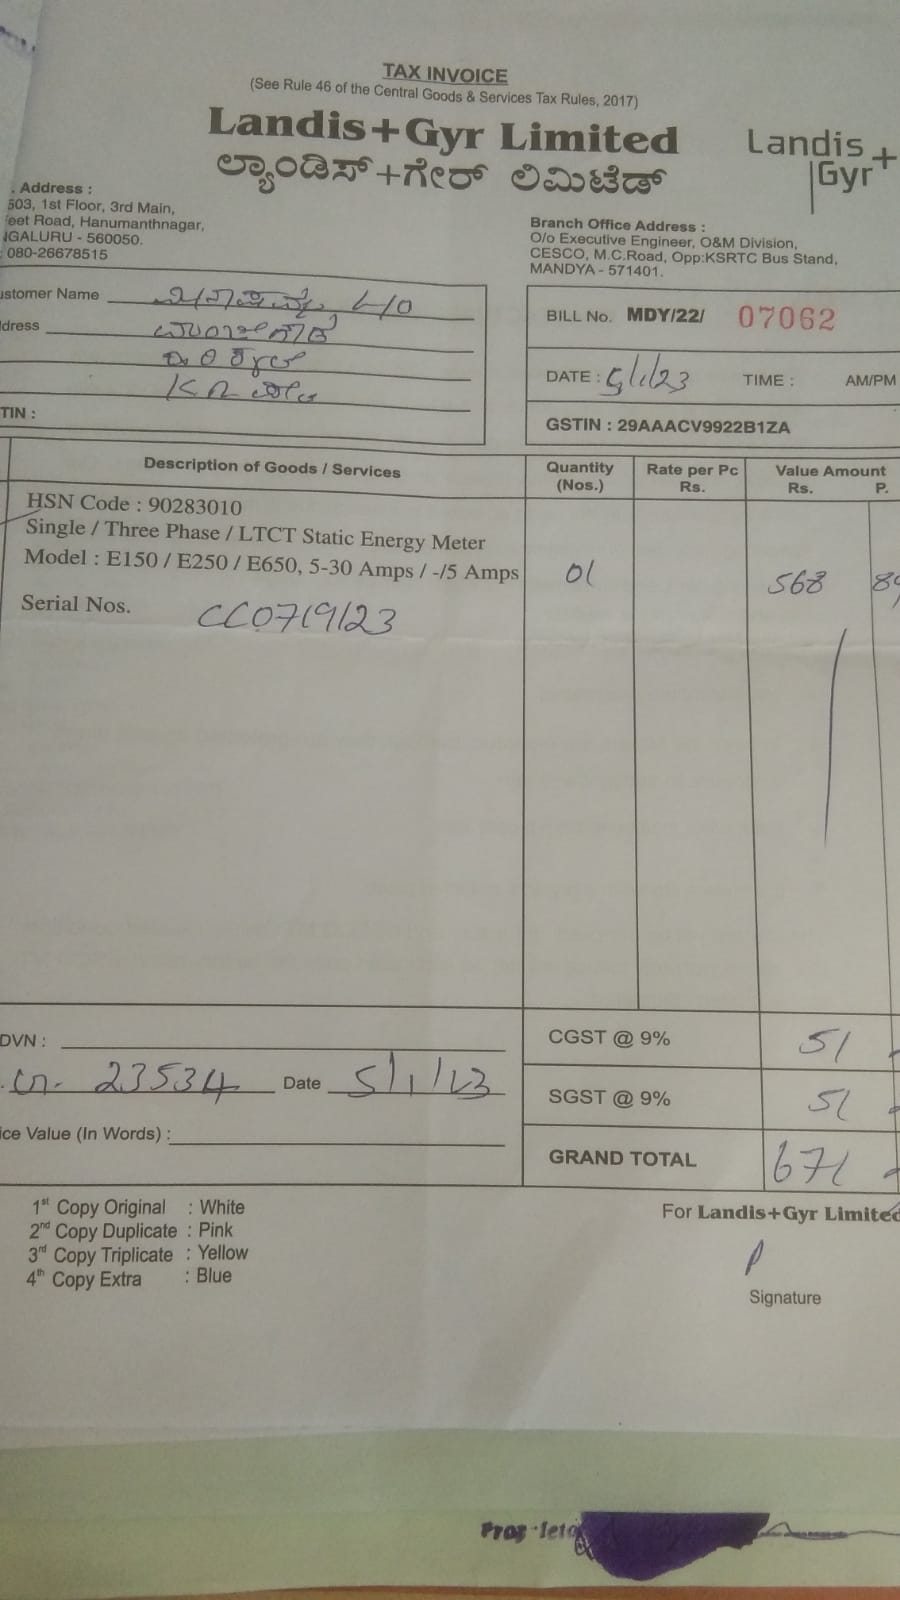 TAX INVOICE
(See Rule 46 of the Central Goods & Services Tax Rules, 2017)
Landis+Gyr Limited
ಲ್ಯಾಂಡಿಸ್+ಗೇರ್ ಲಿಮಿಟೆಡ್
Landis+
Gyr
. Address :
503, 1st Floor, 3rd Main,
eet Road, Hanumanthnagar,
GALURU - 560050.
080-26678515
Branch Office Address :
O/o Executive Engineer, O&M Division,
CESCO, M.C.Road, Opp:KSRTC Bus Stand,
MANDYA - 571401.
ustomer Name
dress
TIN :
BILL No. MDY/22/ 07062
DATE : 5/1/23 TIME : AM/PM
GSTIN : 29AAACV9922B1ZA
Description of Goods / Services Quantity (Nos.) Rate per Pc Rs. Value Amount Rs. P.
HSN Code : 90283010
Single / Three Phase / LTCT Static Energy Meter
Model : E150 / E250 / E650, 5-30 Amps / -/5 Amps 01 568
Serial Nos. CC0719123
DVN :
23534 Date 5/1/23
ice Value (In Words) :
CGST @ 9% 51
SGST @ 9% 51
GRAND TOTAL 671
1st Copy Original : White
2nd Copy Duplicate : Pink
3rd Copy Triplicate : Yellow
4th Copy Extra : Blue
For Landis+Gyr Limited
Signature